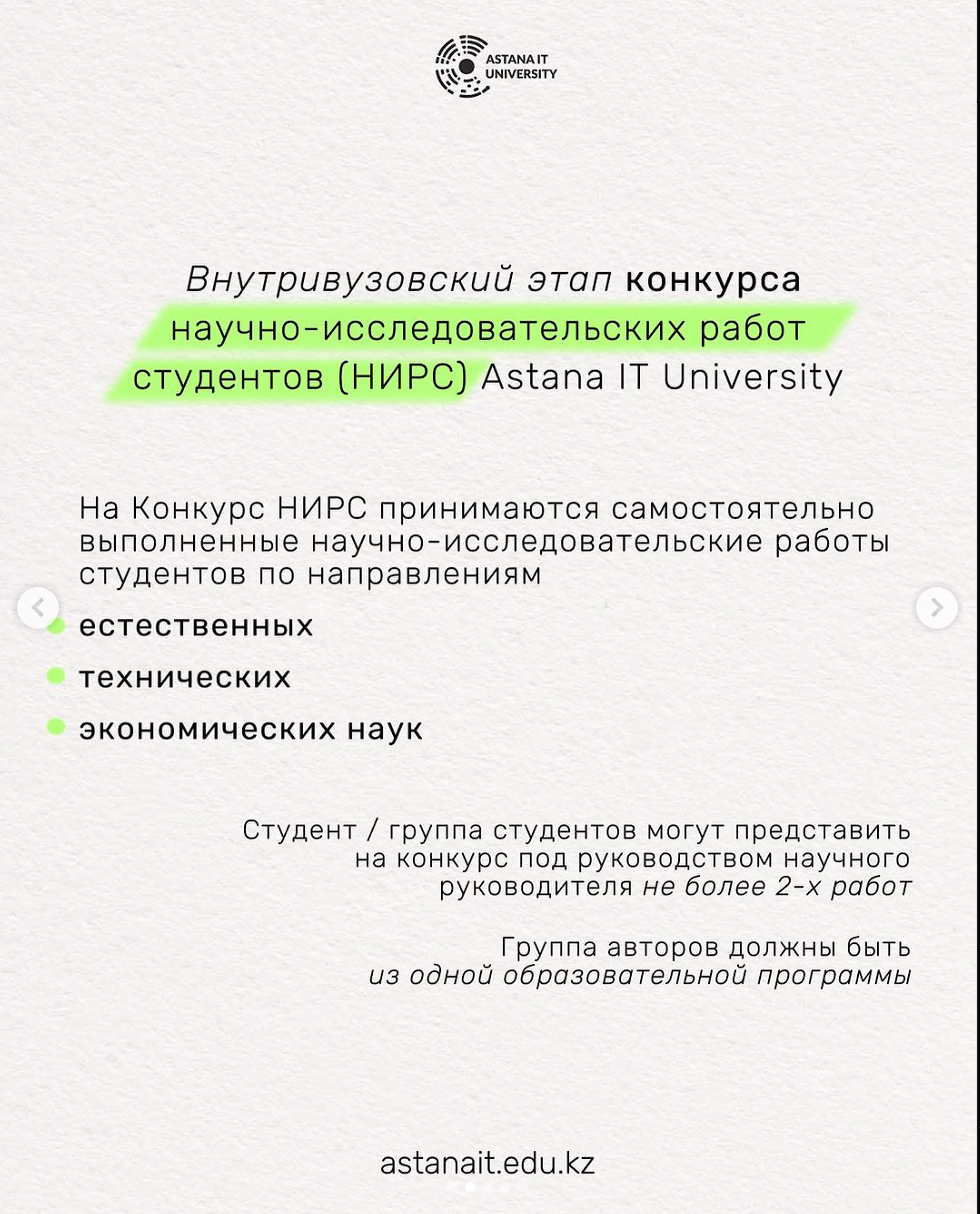 ASTANA IT
UNIVERSITY
Внутривузовский этап конкурса
научно-исследовательских работ
студентов (НИРС) Astana IT University
На Конкурс НИРС принимаются самостоятельно
выполненные научно-исследовательские работы
студентов по направлениям
естественных
технических
экономических наук
Студент / группа студентов могут представить
на конкурс под руководством научного
руководителя не более 2-х работ
Группа авторов должны быть
из одной образовательной программы
astanait.edu.kz